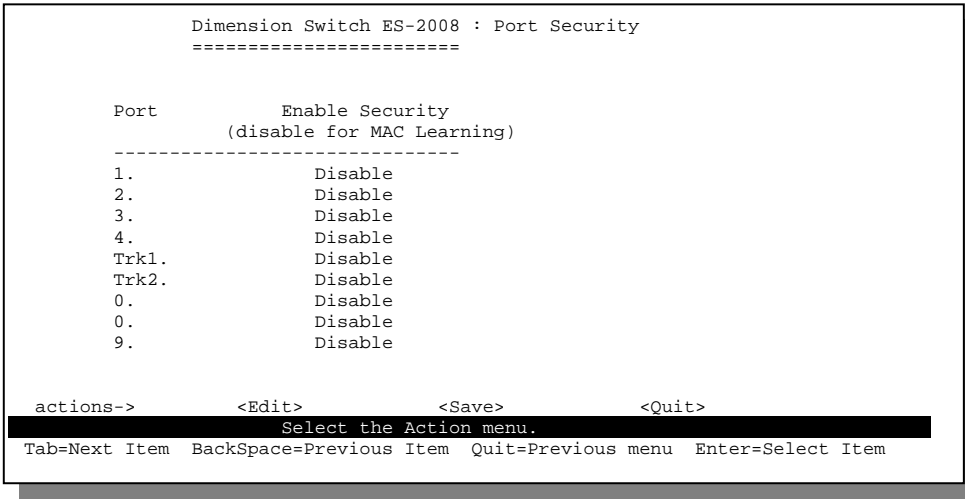 Dimension Switch ES-2008 : Port Security
========================
Port Enable Security
(disable for MAC Learning)
-------------------------------
1. Disable
2. Disable
3. Disable
4. Disable
Trk1. Disable
Trk2. Disable
0. Disable
0. Disable
9. Disable
actions-> <Edit> <Save> <Quit>
Select the Action menu.
Tab=Next Item BackSpace=Previous Item Quit=Previous menu Enter=Select Item